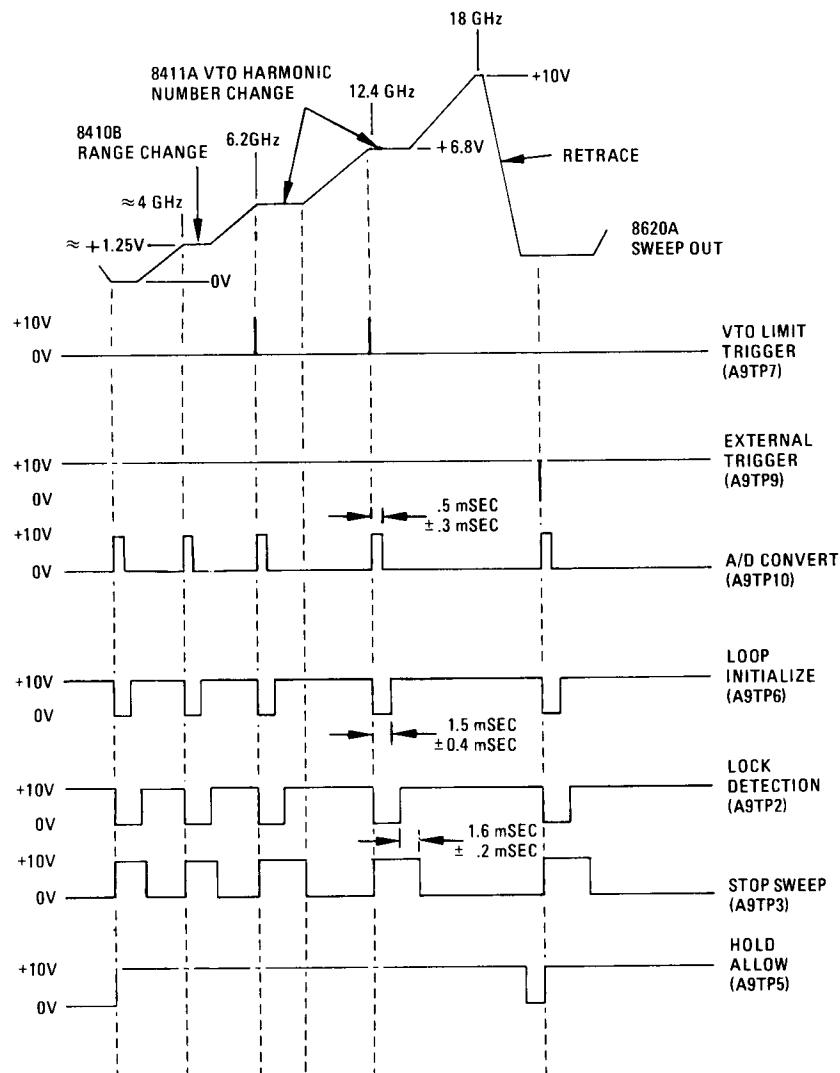 18 GHz
+10V
8411A VTO HARMONIC
NUMBER CHANGE
12.4 GHz
8410B
RANGE CHANGE
6.2GHz
+6.8V
RETRACE
≈4 GHz
≈ +1.25V
0V
8620A
SWEEP OUT
+10V
0V
VTO LIMIT
TRIGGER
(A9TP7)
+10V
0V
EXTERNAL
TRIGGER
(A9TP9)
.5 mSEC
±.3 mSEC
+10V
0V
A/D CONVERT
(A9TP10)
+10V
0V
LOOP
INITIALIZE
(A9TP6)
1.5 mSEC
±0.4 mSEC
+10V
0V
LOCK
DETECTION
(A9TP2)
1.6 mSEC
± .2 mSEC
+10V
0V
STOP SWEEP
(A9TP3)
+10V
0V
HOLD
ALLOW
(A9TP5)